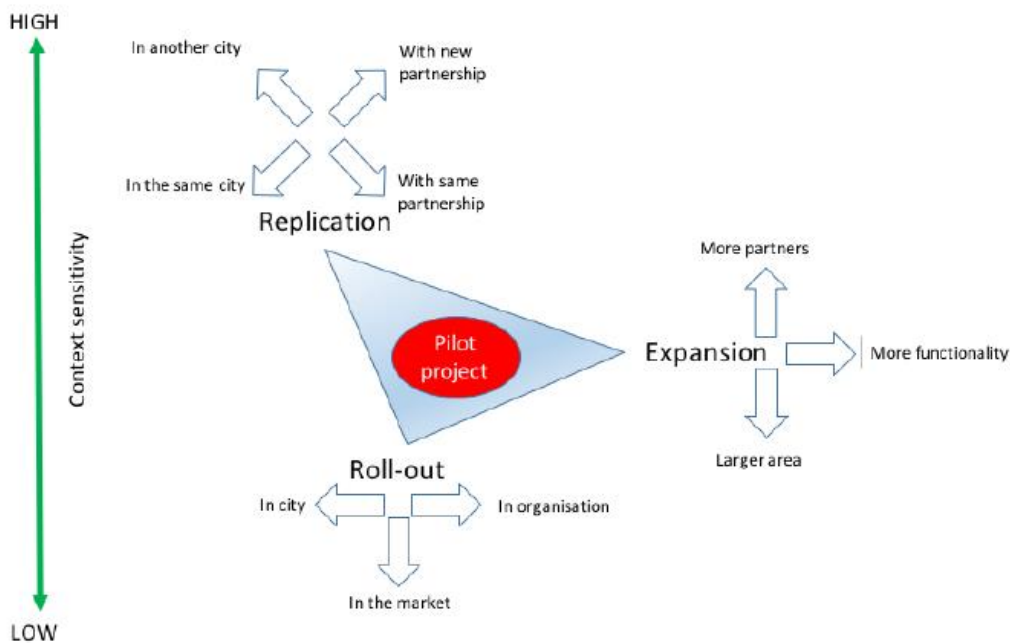 HIGH
In another city
With new
partnership
In the same city
With same
partnership
Replication
Context sensitivity
More partners
Pilot
project
Expansion
More functionality
Larger area
Roll-out
In city
In organisation
In the market
LOW